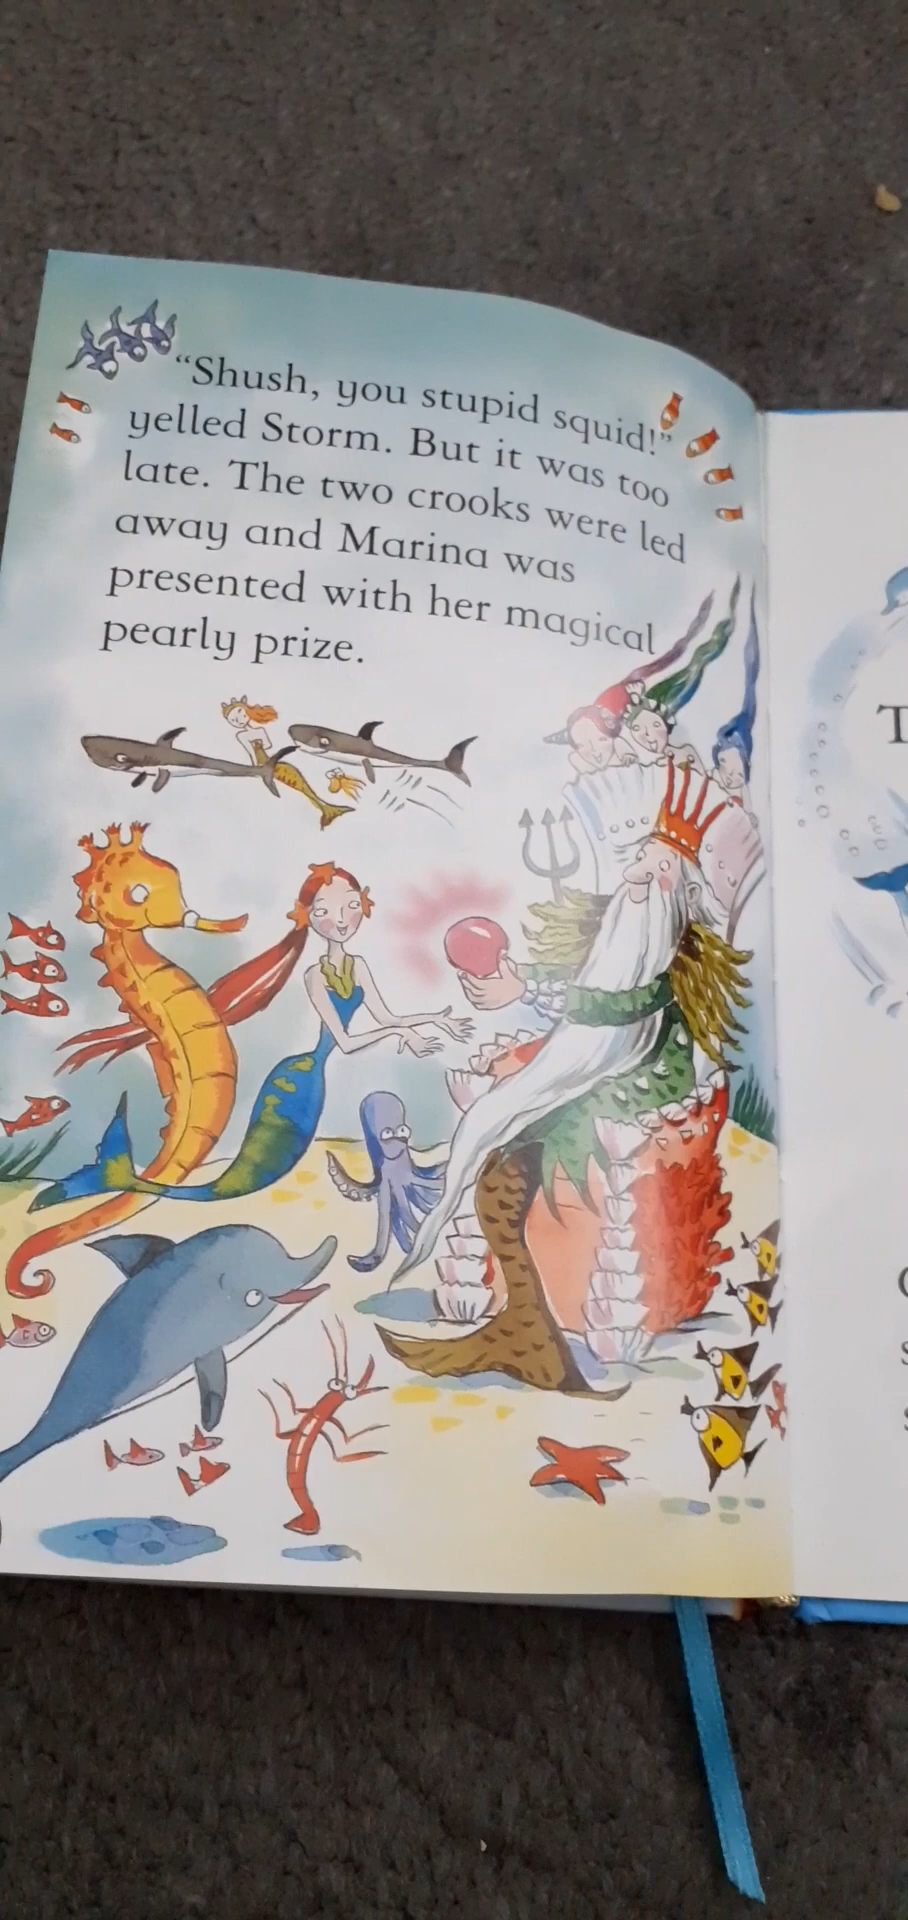 “Shush, you stupid squid!”
yelled Storm. But it was too
late. The two crooks were led
away and Marina was
presented with her magical
pearly prize.